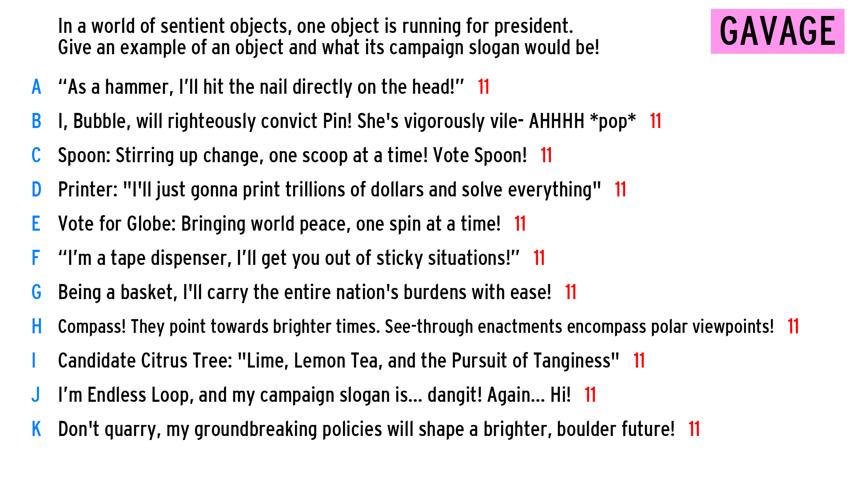 In a world of sentient objects, one object is running for president.
Give an example of an object and what its campaign slogan would be!
GAVAGE
A “As a hammer, I’ll hit the nail directly on the head!” 11
B I, Bubble, will righteously convict Pin! She's vigorously vile- AHHHH *pop* 11
C Spoon: Stirring up change, one scoop at a time! Vote Spoon! 11
D Printer: "I'll just gonna print trillions of dollars and solve everything" 11
E Vote for Globe: Bringing world peace, one spin at a time! 11
F “I’m a tape dispenser, I’ll get you out of sticky situations!” 11
G Being a basket, I'll carry the entire nation's burdens with ease! 11
H Compass! They point towards brighter times. See-through enactments encompass polar viewpoints! 11
I Candidate Citrus Tree: "Lime, Lemon Tea, and the Pursuit of Tanginess" 11
J I’m Endless Loop, and my campaign slogan is... dangit! Again... Hi! 11
K Don't quarry, my groundbreaking policies will shape a brighter, boulder future! 11